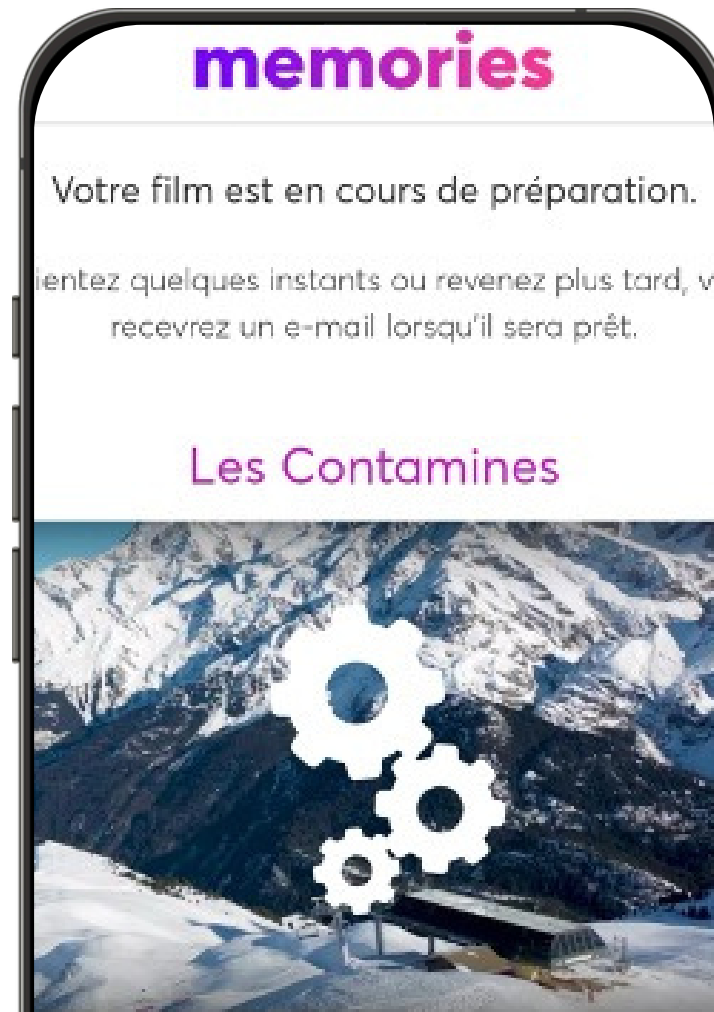 memories
Votre film est en cours de préparation.
quelques instants ou revenez plus tard,
recevrez un e-mail lorsqu'il sera prêt.
Les Contamines